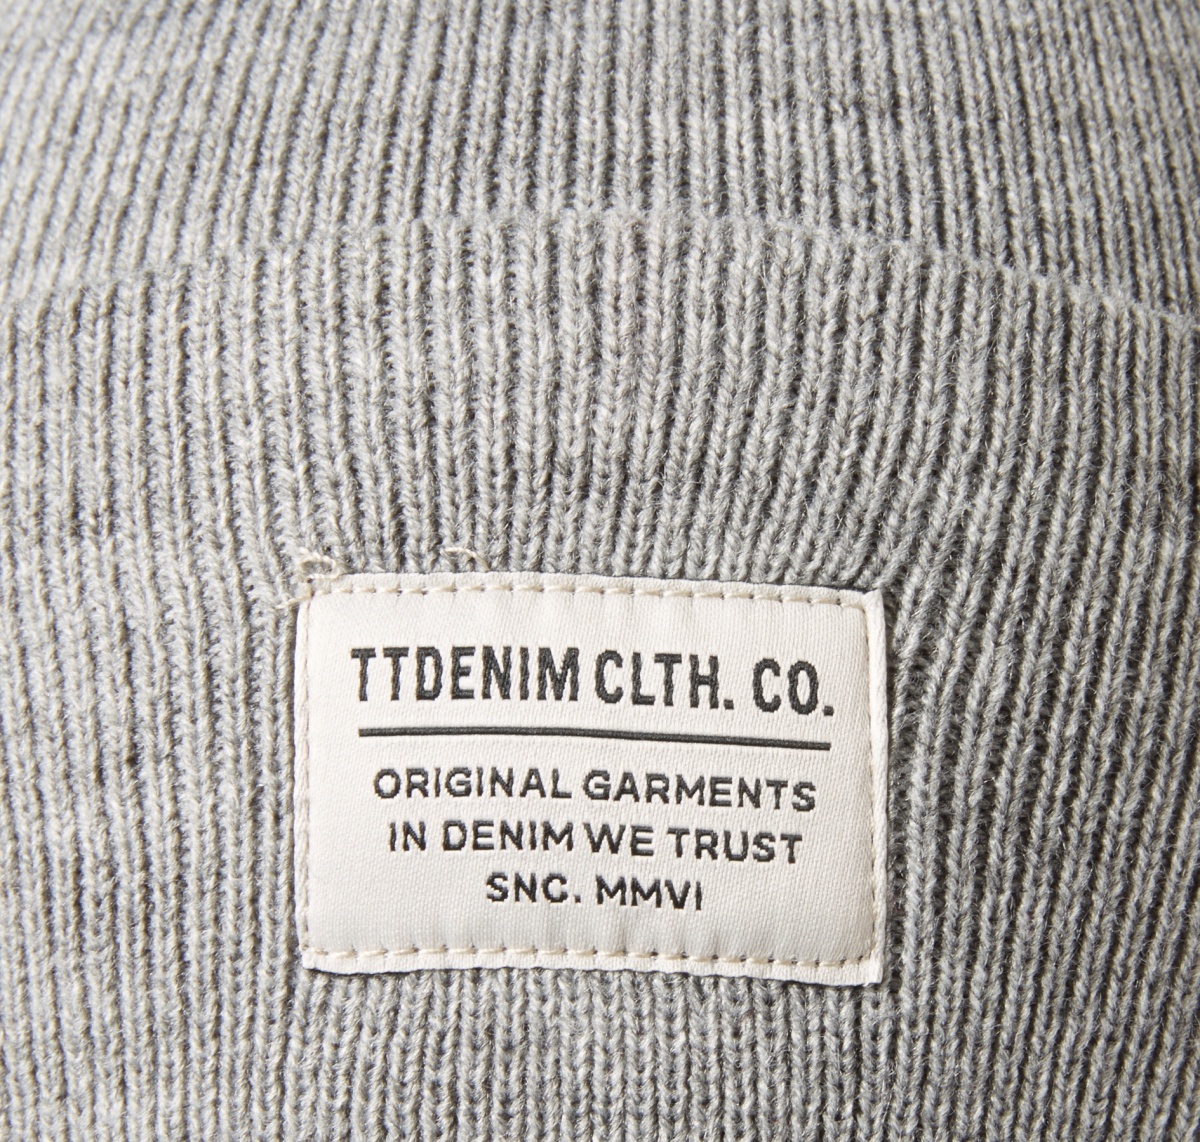 TTDENIM CLTH. CO.
ORIGINAL GARMENTS
IN DENIM WE TRUST
SNC. MMVI